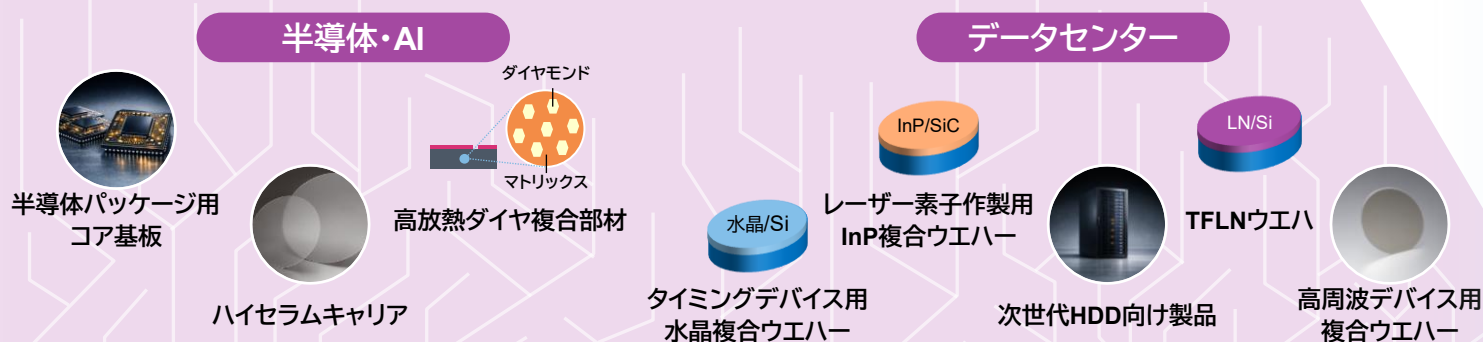 半導体・AI
半導体パッケージ用
コア基板
ハイセラムキャリア
ダイヤモンド
マトリックス
高放熱ダイヤ複合部材
データセンター
水晶/Si
タイミングデバイス用
水晶複合ウエハー
InP/SiC
レーザー素子作製用
InP複合ウエハー
次世代HDD向け製品
LN/Si
TFLNウエハ
高周波デバイス用
複合ウエハー